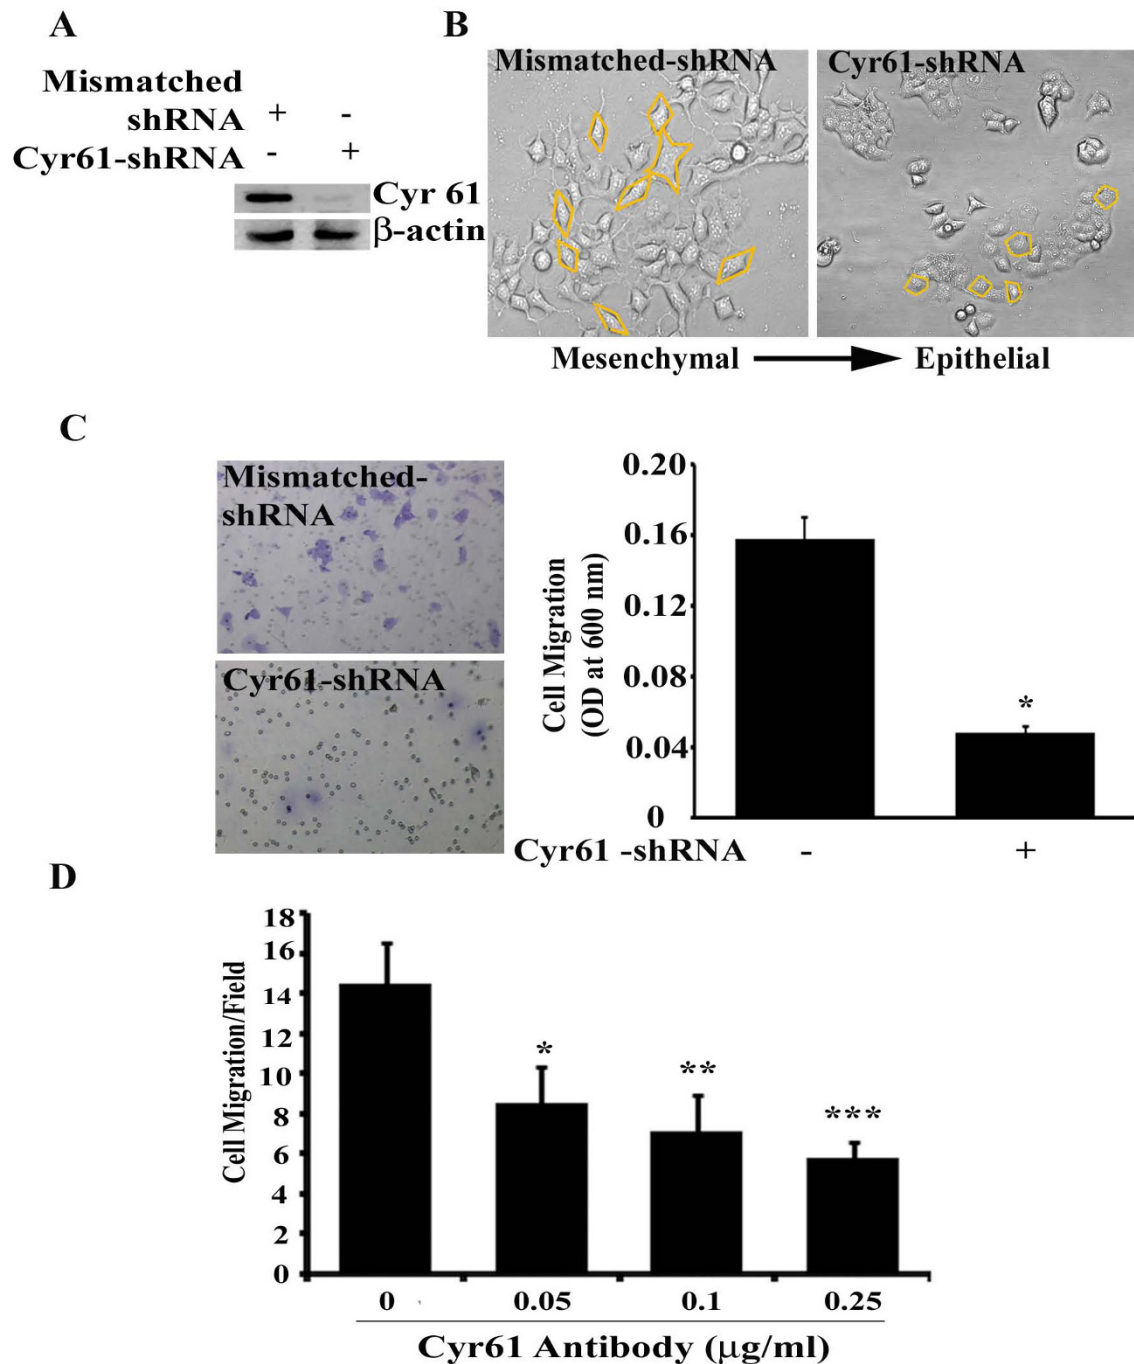 A
Mismatched
shRNA + -
Cyr61-shRNA - +
Cyr 61
β-actin
B
Mismatched-shRNA
Cyr61-shRNA
Mesenchymal
Epithelial
C
Mismatched-
shRNA
Cyr61-shRNA
Cell Migration
(OD at 600 nm)
0.20
0.16
0.12
0.08
0.04
0
*
Cyr61 -shRNA - +
D
Cell Migration/Field
18
16
14
12
10
8
6
4
2
0
*
**
***
0 0.05 0.1 0.25
Cyr61 Antibody (μg/ml)